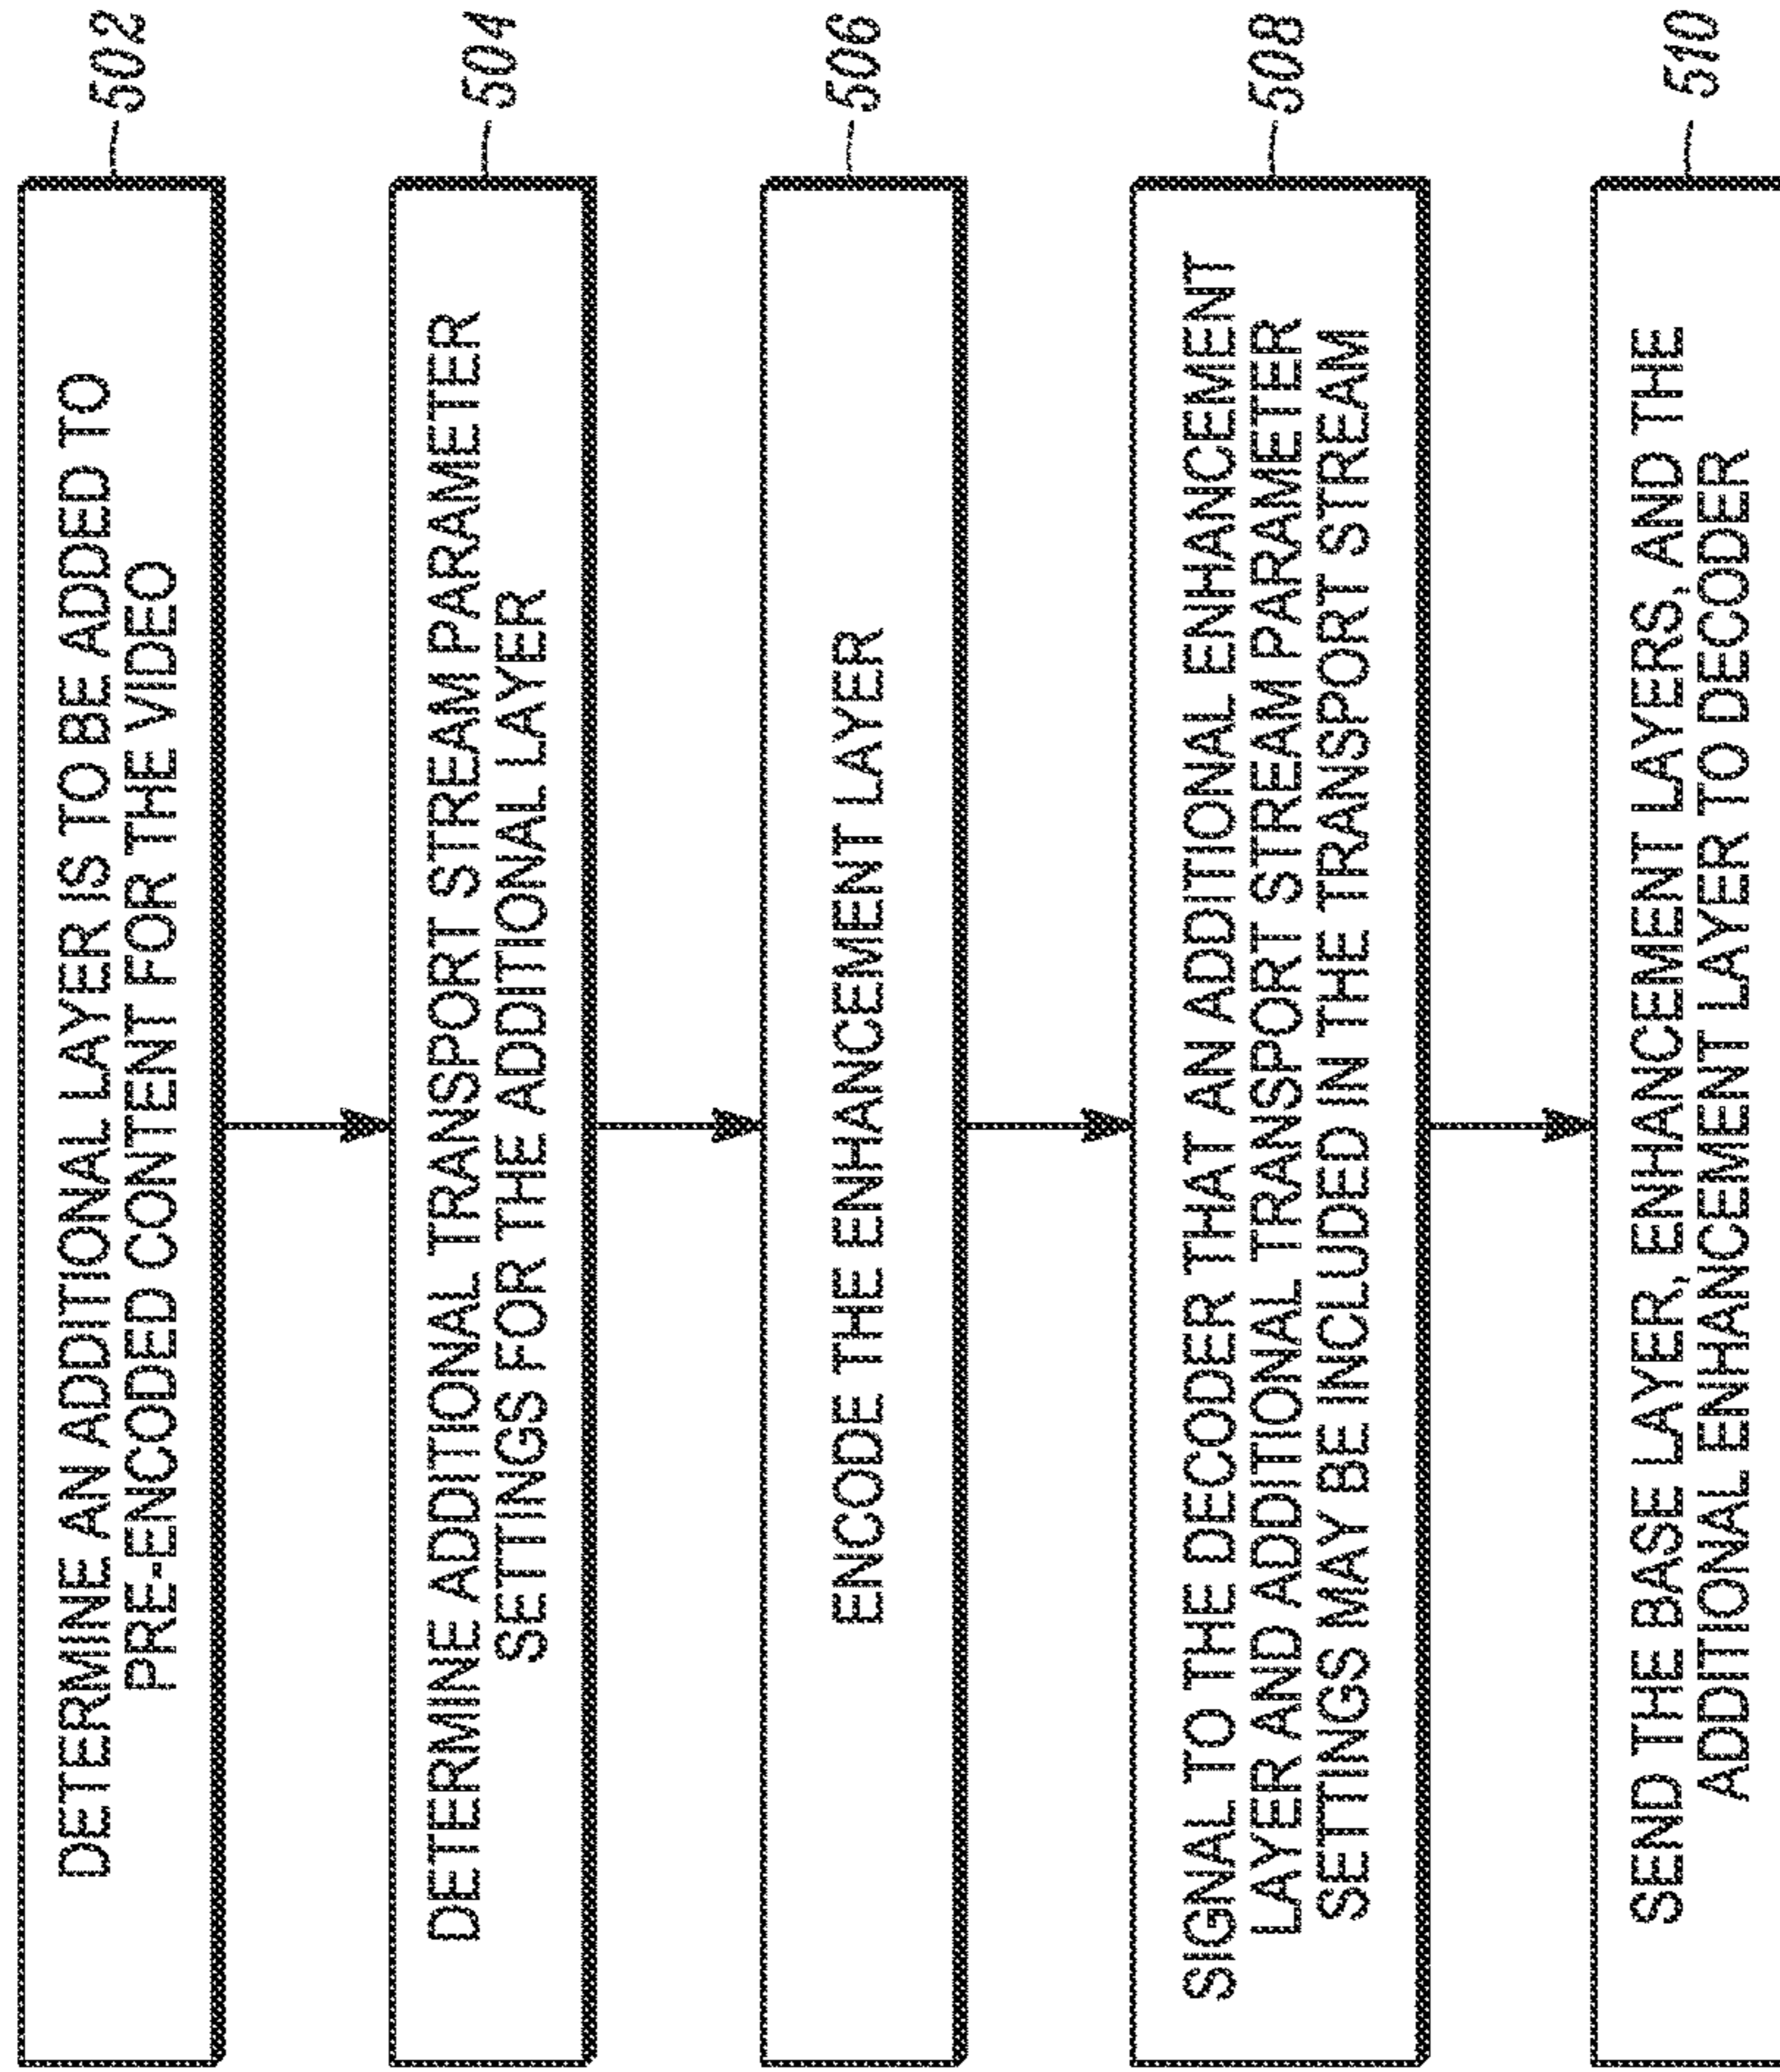 DETERMINE AN ADDITIONAL LAYER IS TO BE ADDED TO
PRE-ENCODED CONTENT FOR THE VIDEO
502
DETERMINE ADDITIONAL TRANSPORT STREAM PARAMETER
SETTINGS FOR THE ADDITIONAL LAYER
504
ENCODE THE ENHANCEMENT LAYER
506
SIGNAL TO THE DECODER THAT AN ADDITIONAL ENHANCEMENT
LAYER AND ADDITIONAL TRANSPORT STREAM PARAMETER
SETTINGS MAY BE INCLUDED IN THE TRANSPORT STREAM
508
SEND THE BASE LAYER, ENHANCEMENT LAYERS, AND THE
ADDITIONAL ENHANCEMENT LAYER TO DECODER
510